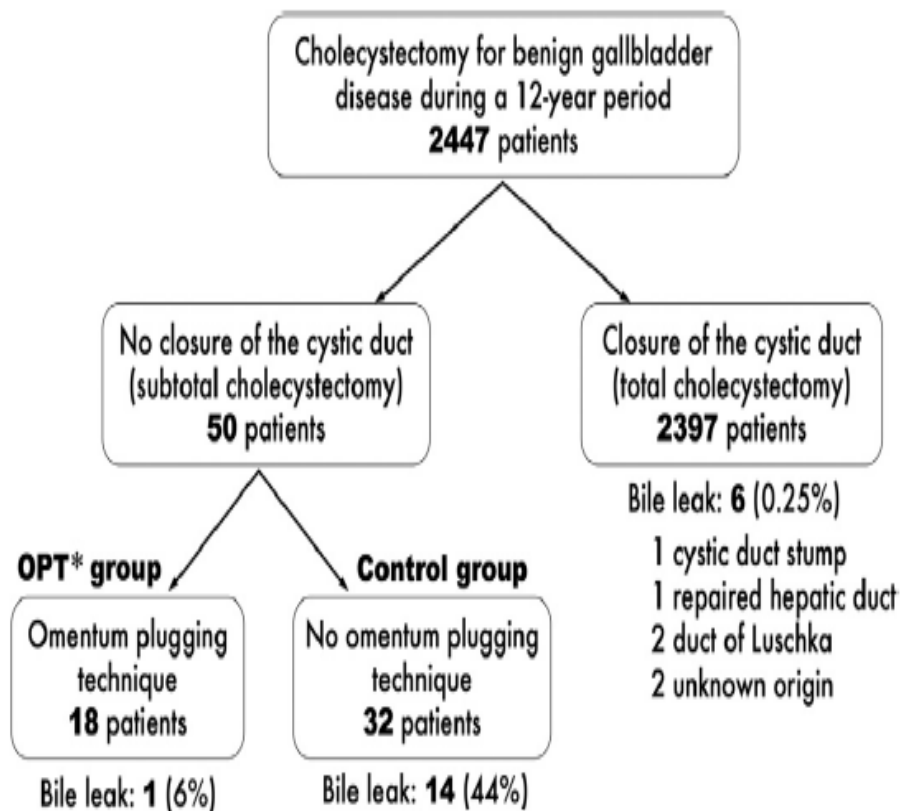 Cholecystectomy for benign gallbladder
disease during a 12-year period
2447 patients
No closure of the cystic duct
(subtotal cholecystectomy)
50 patients
Closure of the cystic duct
(total cholecystectomy)
2397 patients
Bile leak: 6 (0.25%)
1 cystic duct stump
1 repaired hepatic duct
2 duct of Luschka
2 unknown origin
OPT* group
Omentum plugging
technique
18 patients
Bile leak: 1 (6%)
Control group
No omentum plugging
technique
32 patients
Bile leak: 14 (44%)